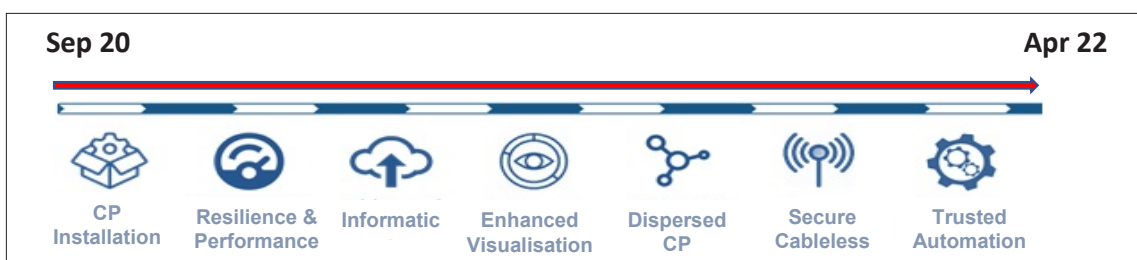 Sep 20
Apr 22
CP
Installation
Resilience &
Performance
Informatic
Enhanced
Visualisation
Dispersed
CP
Secure
Cableless
Trusted
Automation